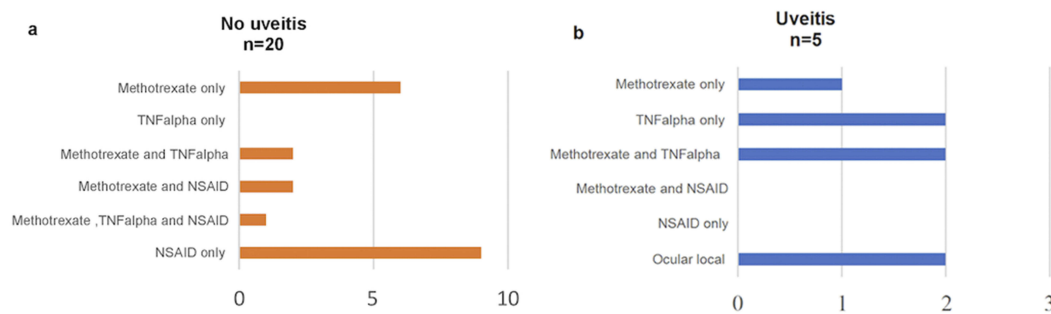 a
No uveitis
n=20
Methotrexate only
TNFalpha only
Methotrexate and TNFalpha
Methotrexate and NSAID
Methotrexate ,TNFalpha and NSAID
NSAID only
0 5 10
b
Uveitis
n=5
Methotrexate only
TNFalpha only
Methotrexate and TNFalpha
Methotrexate and NSAID
NSAID only
Ocular local
0 1 2 3